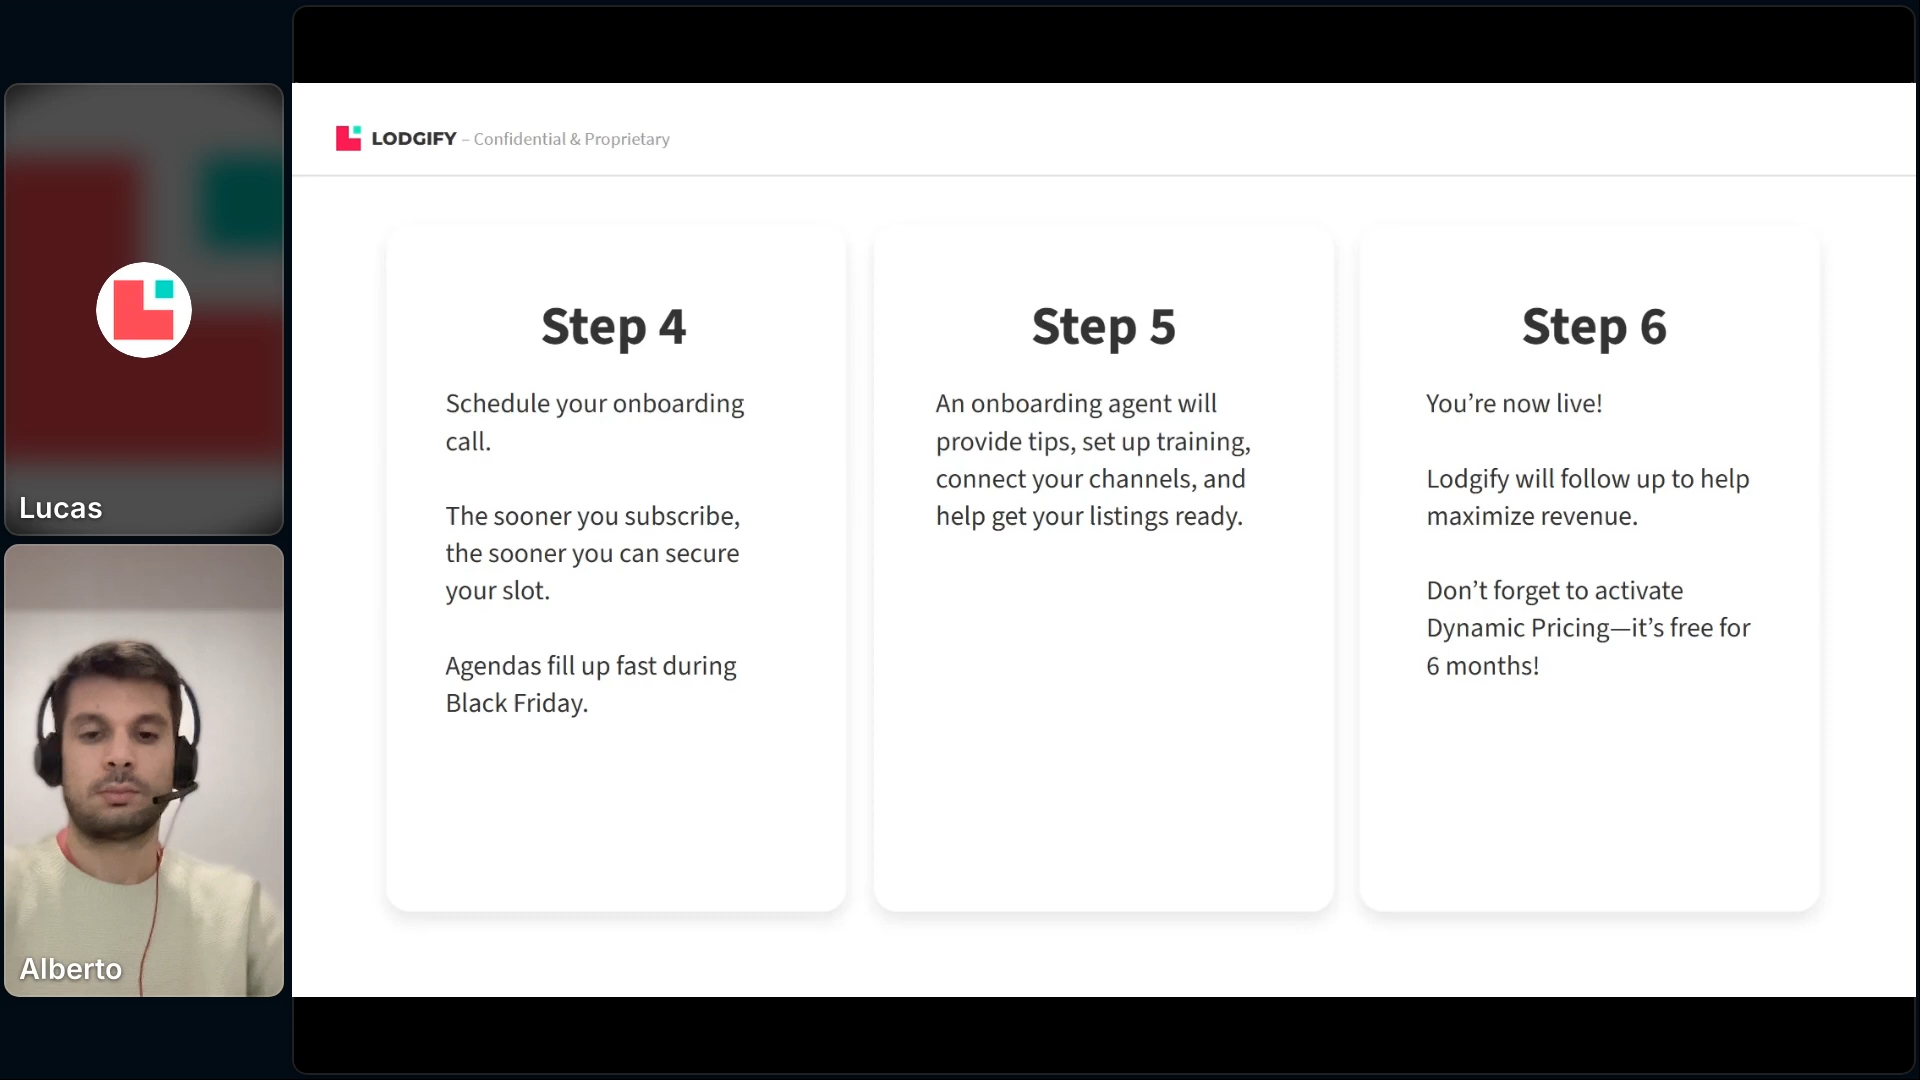 LODGIFY – Confidential & Proprietary
Step 4
Schedule your onboarding
call.
The sooner you subscribe,
the sooner you can secure
your slot.
Agendas fill up fast during
Black Friday.
Step 5
An onboarding agent will
provide tips, set up training,
connect your channels, and
help get your listings ready.
Step 6
You’re now live!
Lodgify will follow up to help
maximize revenue.
Don’t forget to activate
Dynamic Pricing—it’s free for
6 months!
Lucas
Alberto